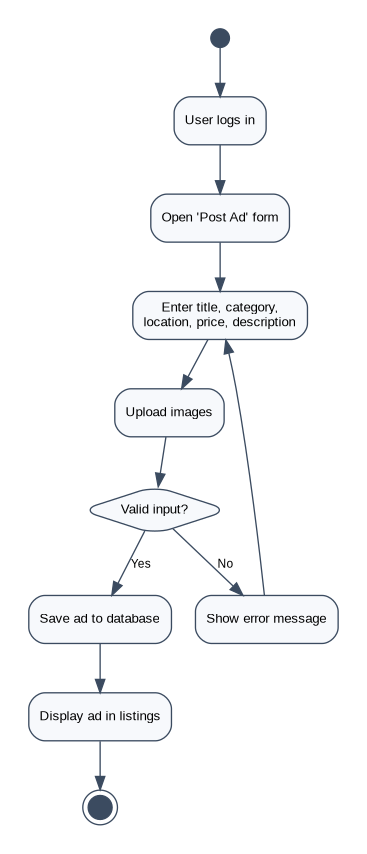 User logs in
Open 'Post Ad' form
Enter title, category,
location, price, description
Upload images
Valid input?
Yes
No
Save ad to database
Show error message
Display ad in listings